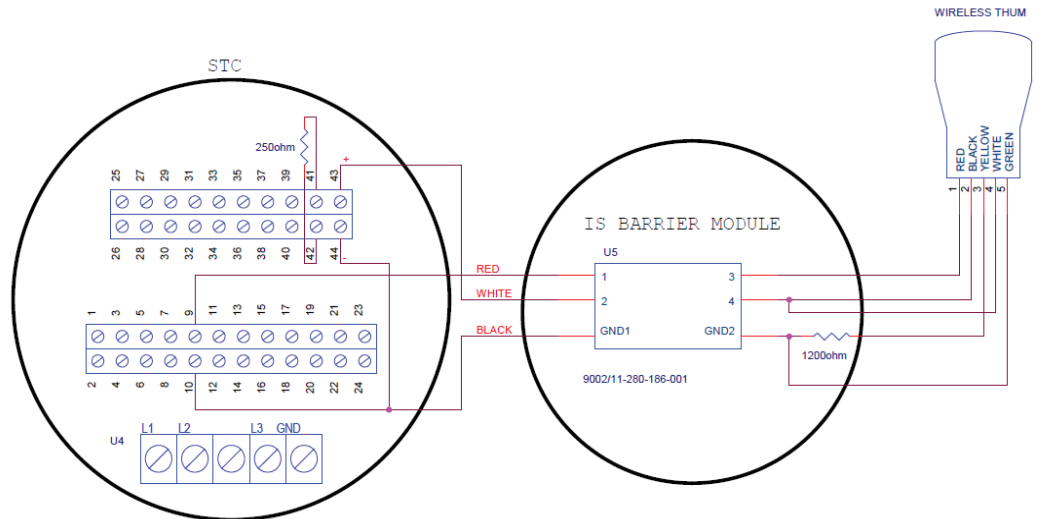 WIRELESS THUM
RED
BLACK
YELLOW
WHITE
GREEN
1
2
3
4
5
STC
250ohm
+
25
27
29
31
33
35
37
39
41
43
26
28
30
32
34
36
38
40
42
44
-
IS BARRIER MODULE
U5
RED
1
3
WHITE
2
4
BLACK
GND1
GND2
1200ohm
9002/11-280-186-001
1
3
5
7
9
11
13
15
17
19
21
23
2
4
6
8
10
12
14
16
18
20
22
24
U4
L1
L2
L3
GND